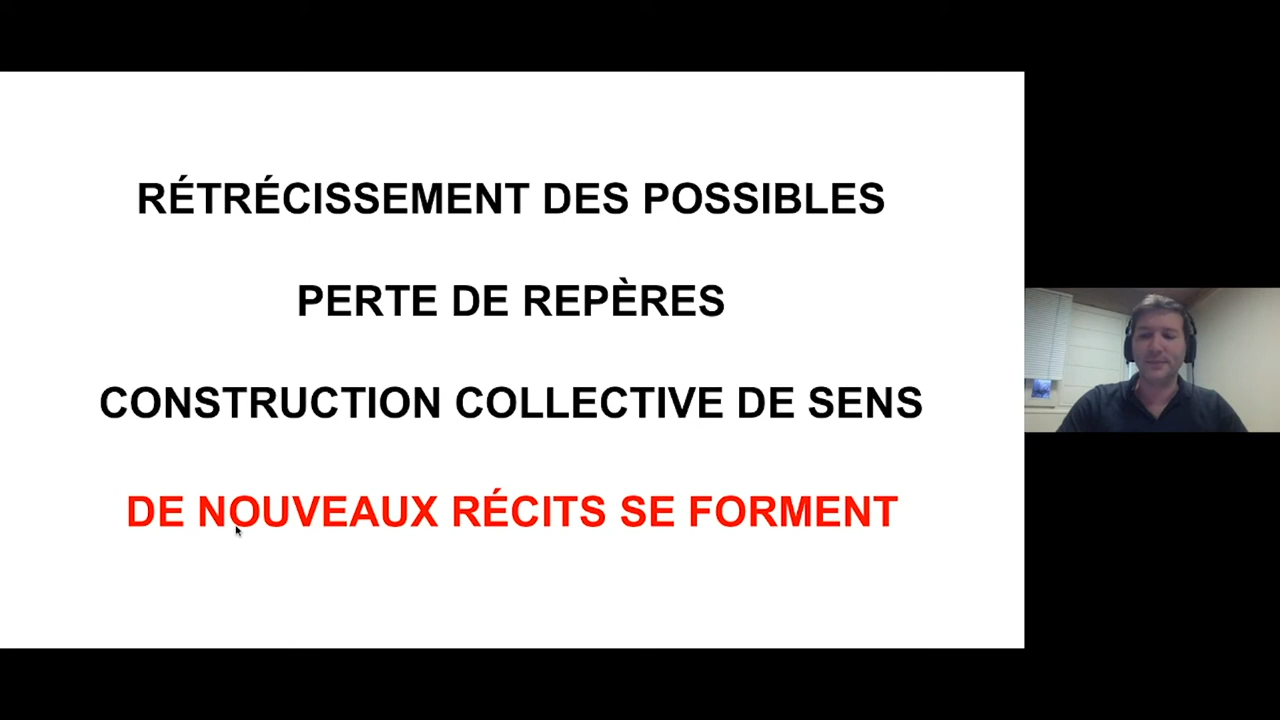 RÉTRÉCISSEMENT DES POSSIBLES
PERTE DE REPÈRES
CONSTRUCTION COLLECTIVE DE SENS
DE NOUVEAUX RÉCITS SE FORMENT